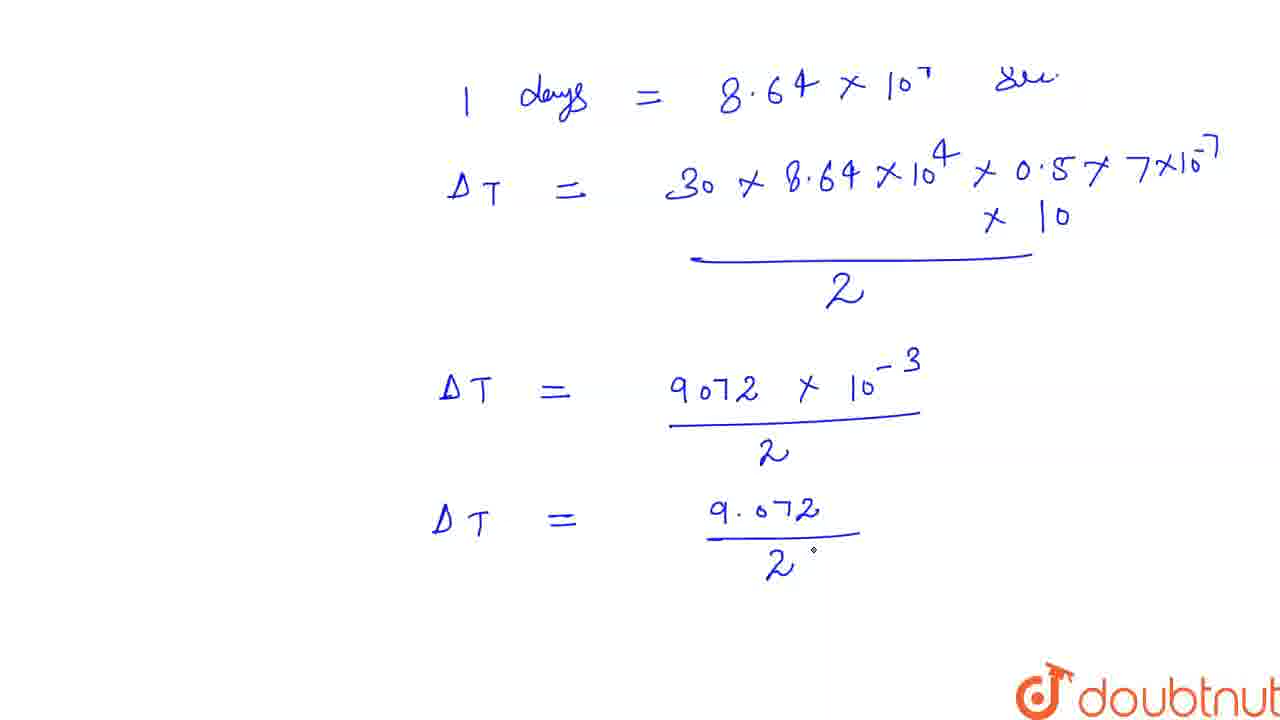 1 days = 8.64 × 10⁴ sec.
ΔT = 30 × 8.64 × 10⁴ × 0.5 × 7 × 10⁻⁷
× 10
2
ΔT = 9072 × 10⁻³
2
ΔT = 9.072
2
doubtnut